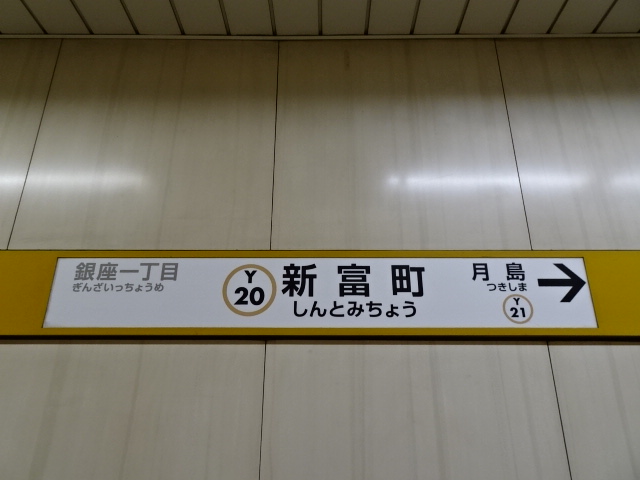 銀座一丁目
ぎんざいっちょうめ
Y
20
新富町
しんとみちょう
月島
つきしま
Y
21